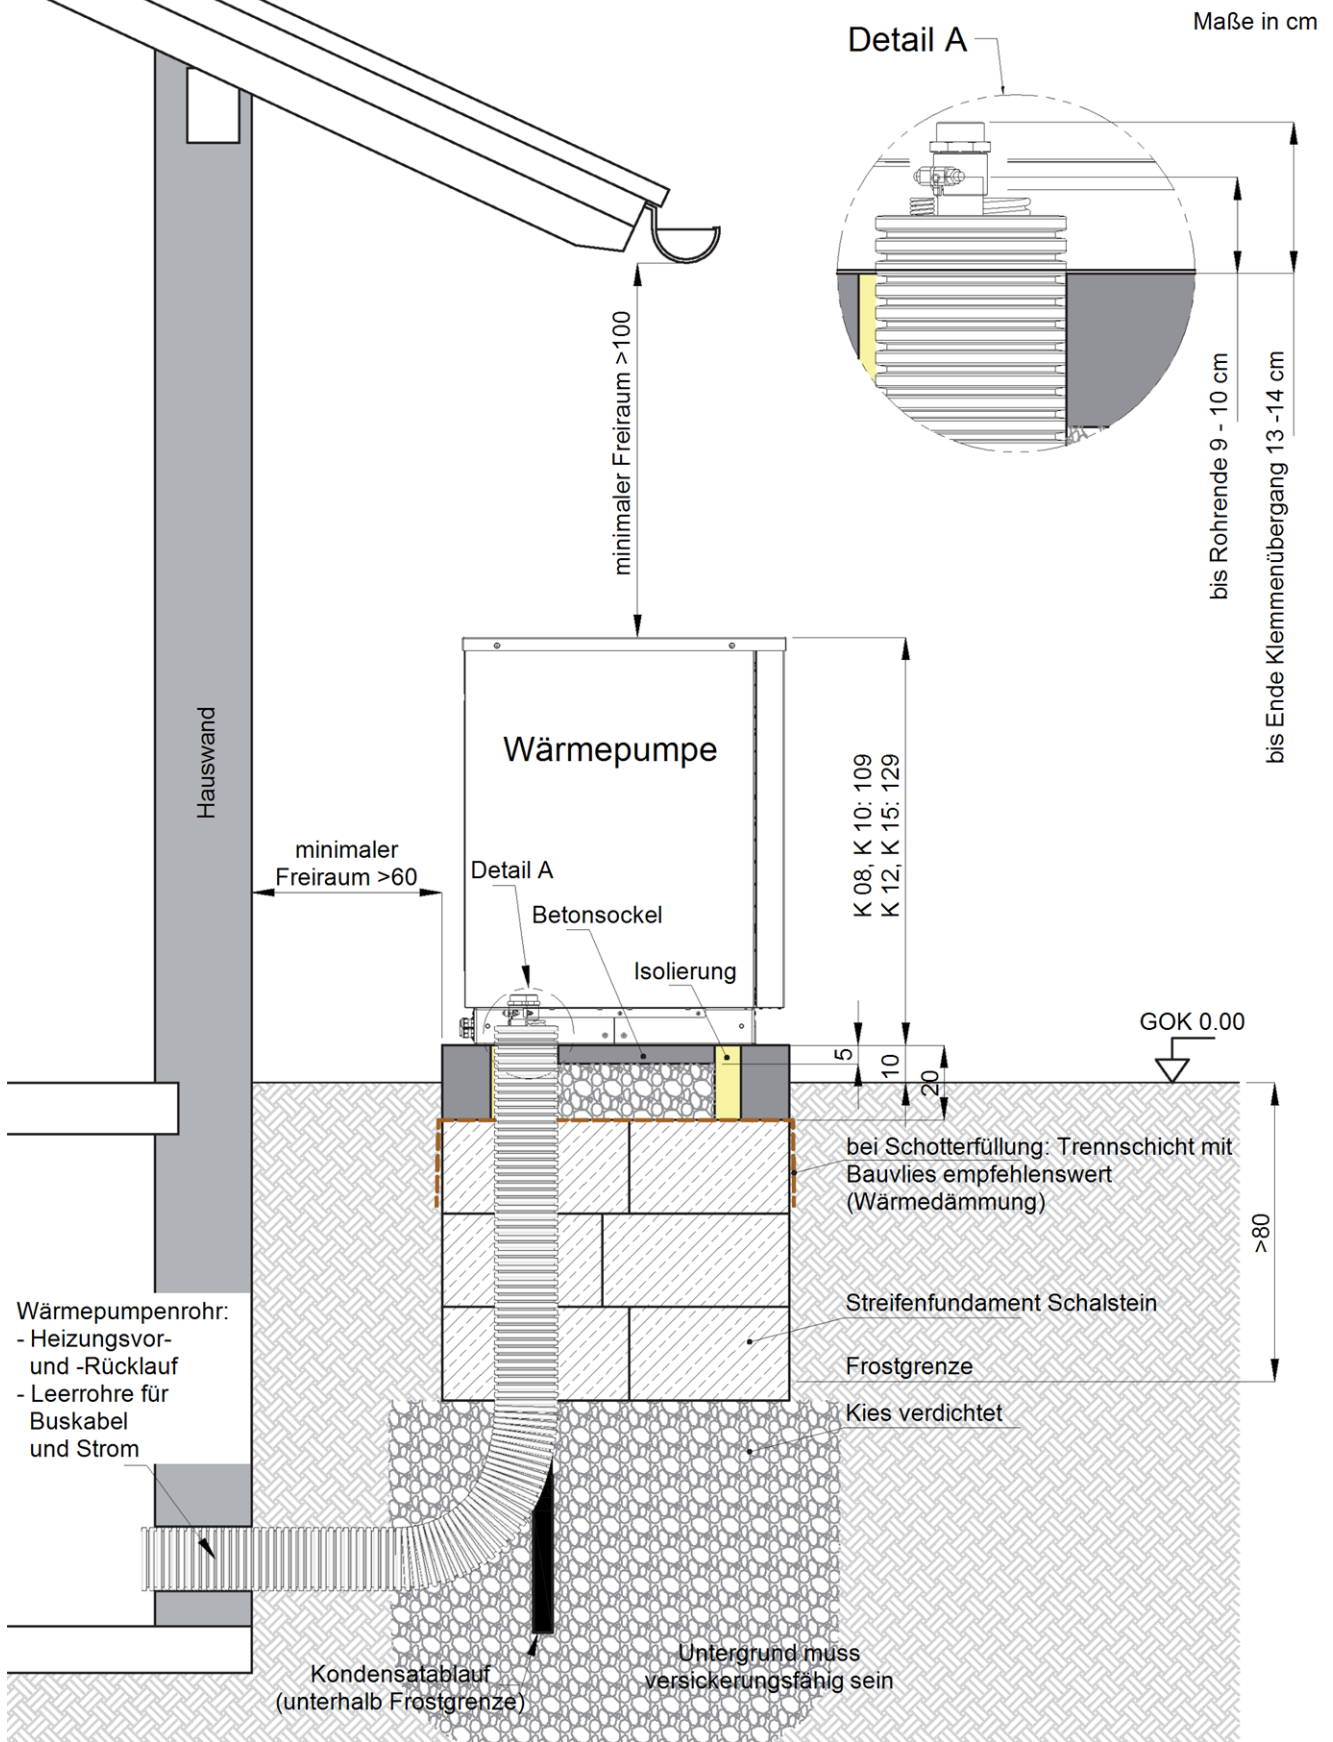 Maße in cm
Detail A
bis Rohrende 9 - 10 cm
bis Ende Klemmenübergang 13 -14 cm
minimaler Freiraum >100
Hauswand
Wärmepumpe
K 08, K 10: 109
K 12, K 15: 129
minimaler
Freiraum >60
Detail A
Betonsockel
Isolierung
GOK 0.00
5
10
20
bei Schotterfüllung: Trennschicht mit
Bauvlies empfehlenswert
(Wärmedämmung)
>80
Streifenfundament Schalstein
Frostgrenze
Kies verdichtet
Wärmepumpenrohr:
- Heizungsvor-
und -Rücklauf
- Leerrohre für
Buskabel
und Strom
Kondensatablauf
(unterhalb Frostgrenze)
Untergrund muss
versickerungsfähig sein